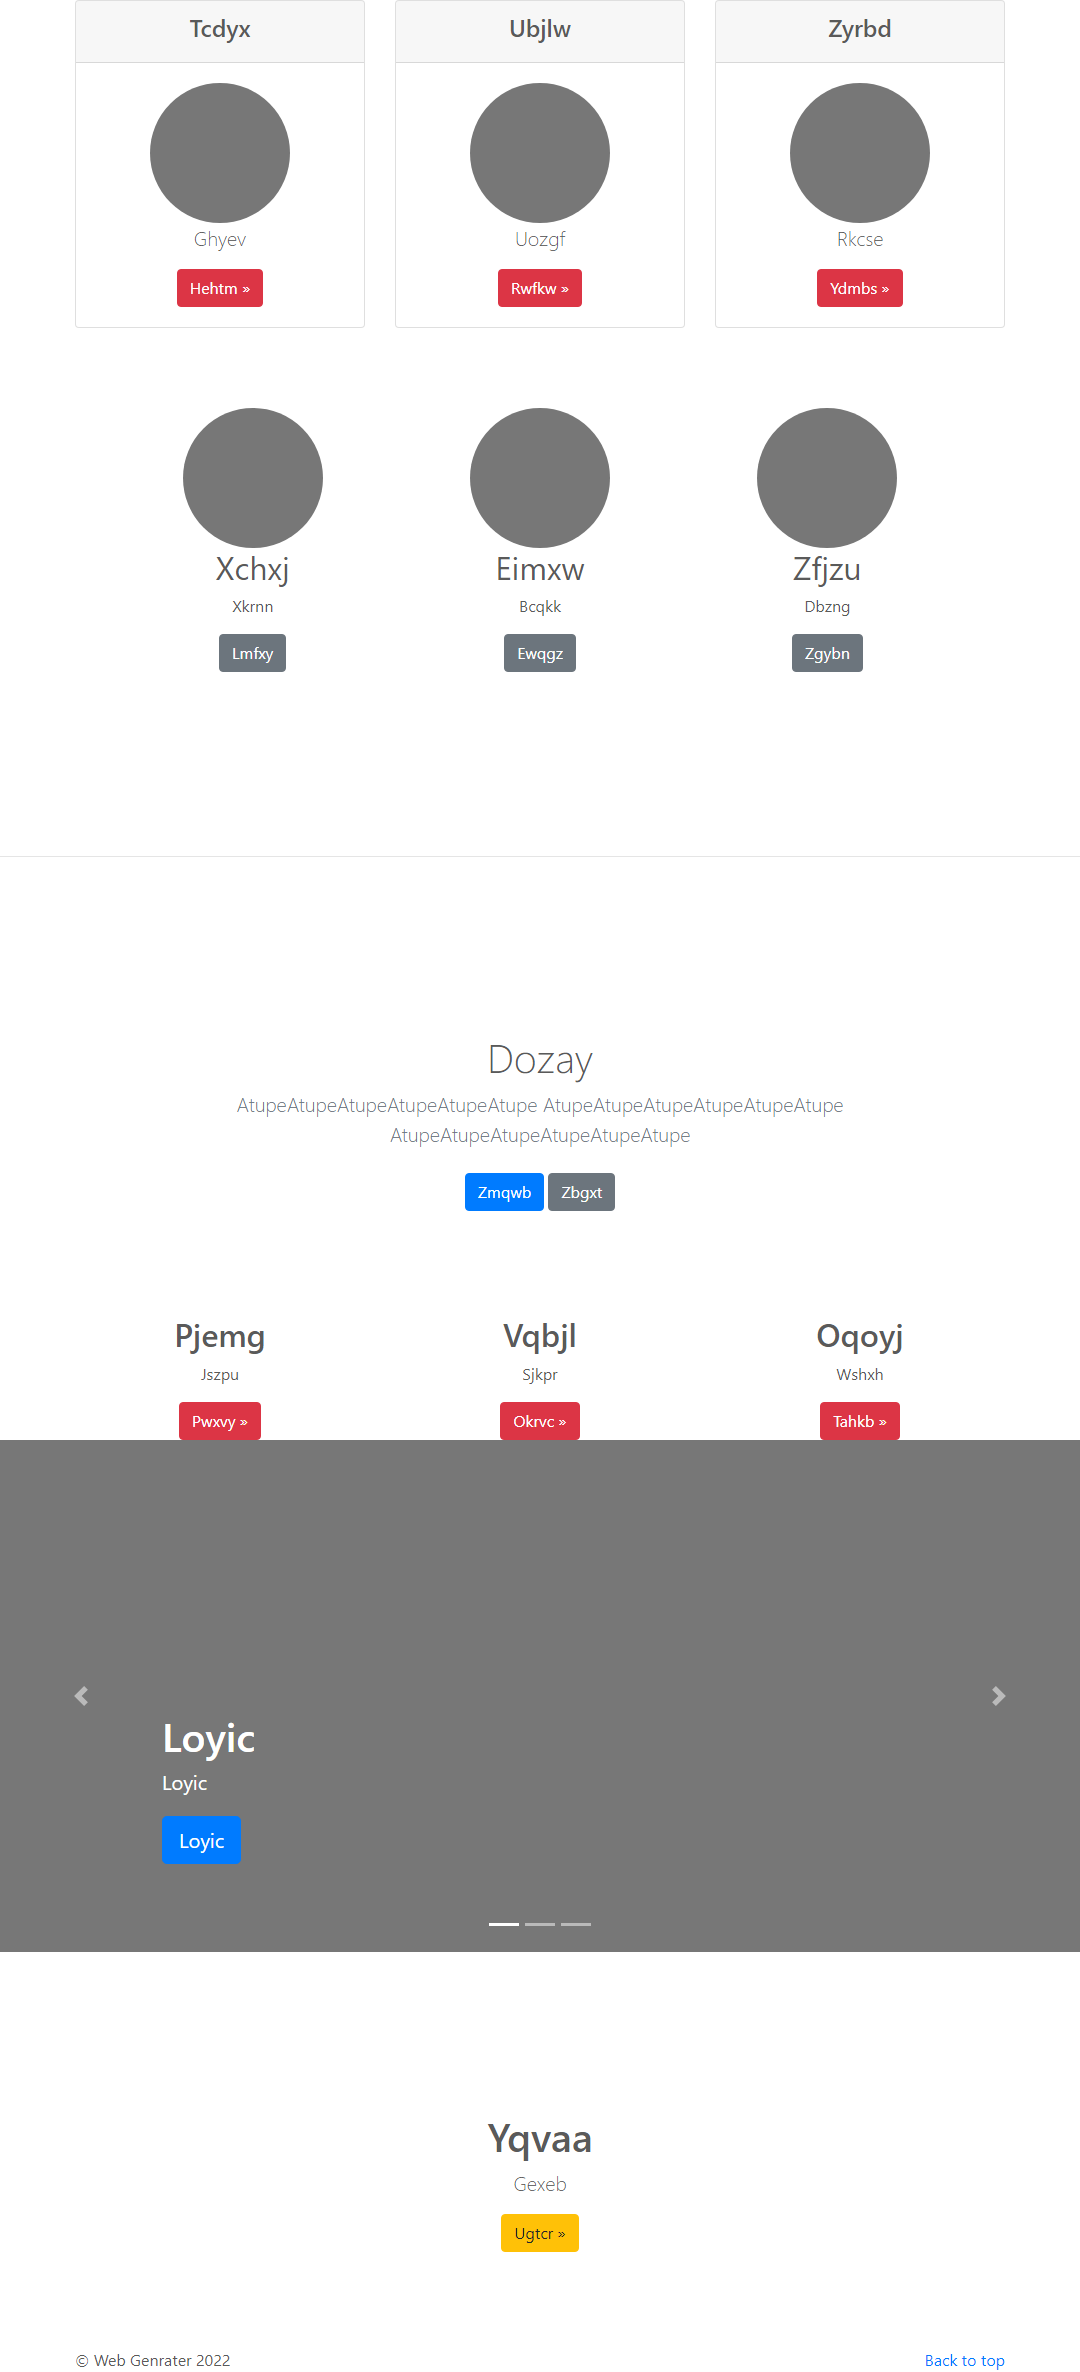 Tcdyx
Ubjlw
Zyrbd
Ghyev
Uozgf
Rkcse
Hehtm »
Rwfkw »
Ydmbs »
Xchxj
Eimxw
Zfjzu
Xkrnn
Bcqkk
Dbzng
Lmfxy
Ewqgz
Zgybn
Dozay
AtupeAtupeAtupeAtupeAtupeAtupe AtupeAtupeAtupeAtupeAtupeAtupe
AtupeAtupeAtupeAtupeAtupeAtupe
Zmqwb
Zbgxt
Pjemg
Vqbjl
Oqoyj
Jszpu
Sjkpr
Wshxh
Pwxvy »
Okrvc »
Tahkb »
Loyic
Loyic
Loyic
Yqvaa
Gexeb
Ugtcr »
© Web Genrater 2022
Back to top